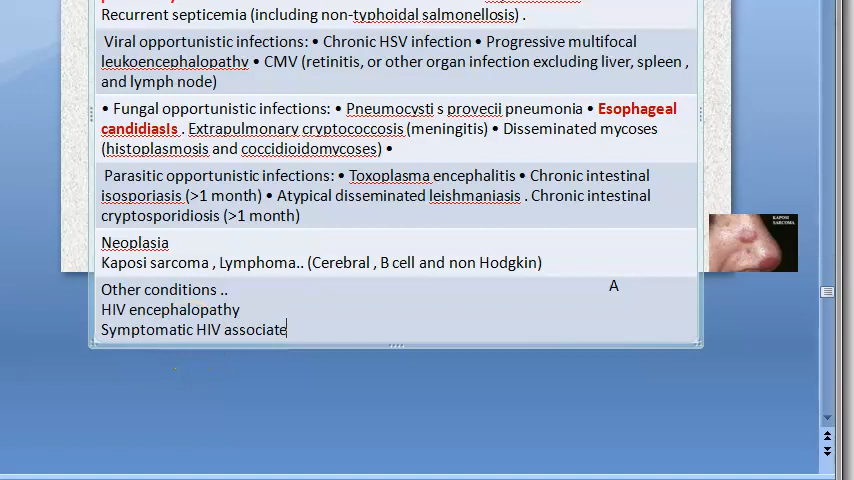 Recurrent septicemia (including non-typhoidal salmonellosis) .
Viral opportunistic infections: • Chronic HSV infection • Progressive multifocal
leukoencephalopathv • CMV (retinitis, or other organ infection excluding liver, spleen ,
and lymph node)
• Fungal opportunistic infections: • Pneumocysti s provecii pneumonia • Esophageal
candidiasIs . Extrapulmonary cryptococcosis (meningitis) • Disseminated mycoses
(histoplasmosis and coccidioidomycoses) •
Parasitic opportunistic infections: • Toxoplasma encephalitis • Chronic intestinal
isosporiasis (>1 month) • Atypical disseminated leishmaniasis . Chronic intestinal
cryptosporidiosis (>1 month)
KAPOSI
SARCOMA
Neoplasia
Kaposi sarcoma , Lymphoma.. (Cerebral , B cell and non Hodgkin)
Other conditions ..
A
HIV encephalopathy
Symptomatic HIV associate